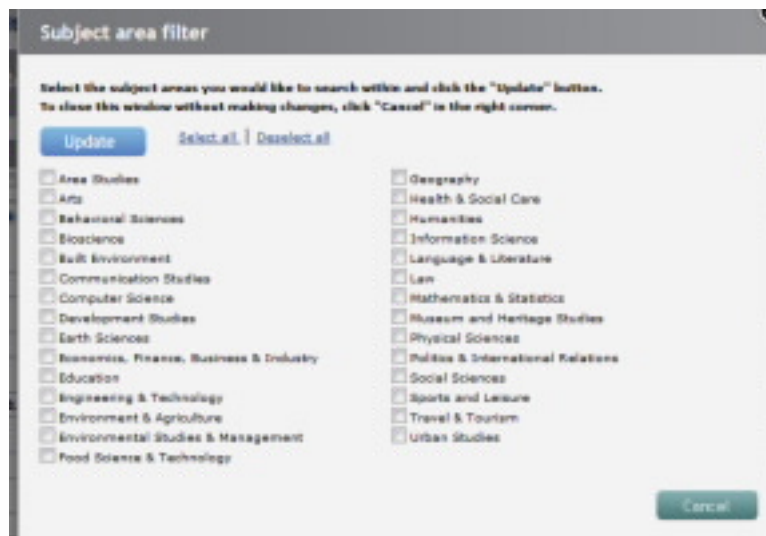 Subject area filter
Select the subject areas you would like to search within and click the "Update" button.
To close this window without making changes, click "Cancel" in the right corner.
Update Select all | Deselect all
Area Studies
Arts
Behavioral Sciences
Bioscience
Built Environment
Communication Studies
Computer Science
Development Studies
Earth Sciences
Economics, Finance, Business & Industry
Education
Engineering & Technology
Environment & Agriculture
Environmental Studies & Management
Food Science & Technology
Geography
Health & Social Care
Humanities
Information Science
Language & Literature
Law
Mathematics & Statistics
Museum and Heritage Studies
Physical Sciences
Politics & International Relations
Social Sciences
Sports and Leisure
Travel & Tourism
Urban Studies
Cancel